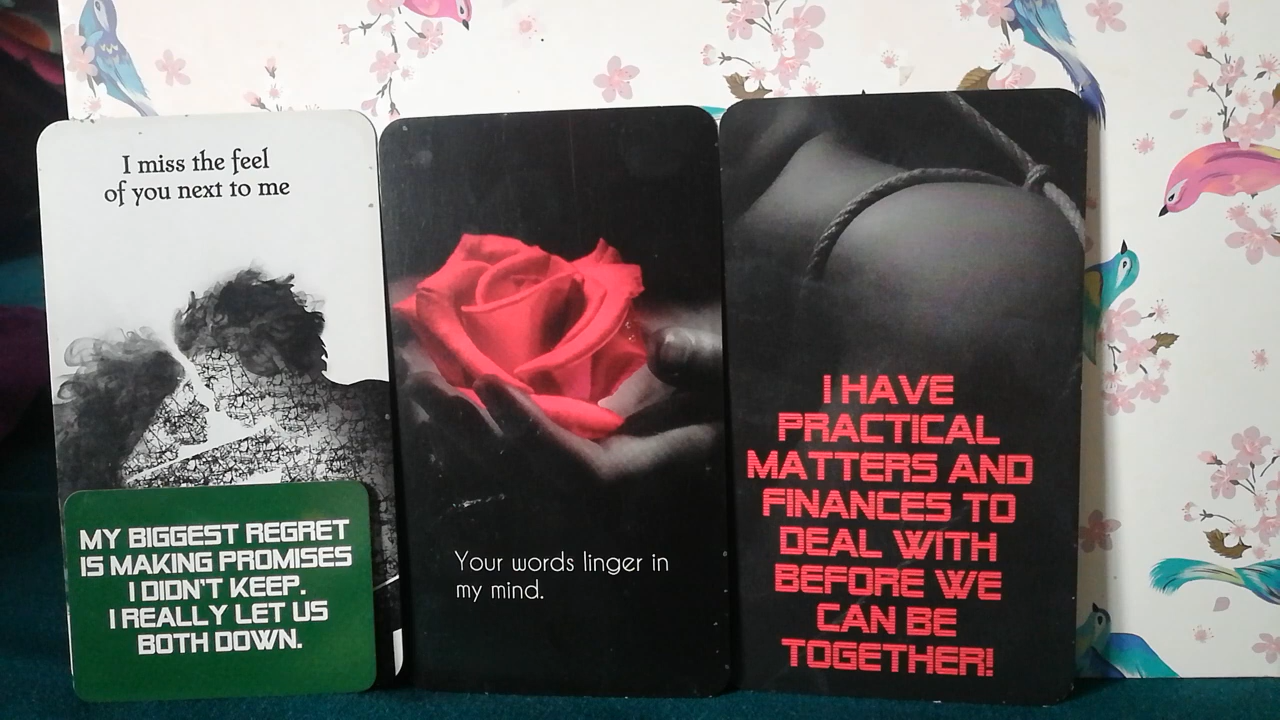 I miss the feel
of you next to me
MY BIGGEST REGRET
IS MAKING PROMISES
I DIDN'T KEEP.
I REALLY LET US
BOTH DOWN.
Your words linger in
my mind.
I HAVE
PRACTICAL
MATTERS AND
FINANCES TO
DEAL WITH
BEFORE WE
CAN BE
TOGETHER!